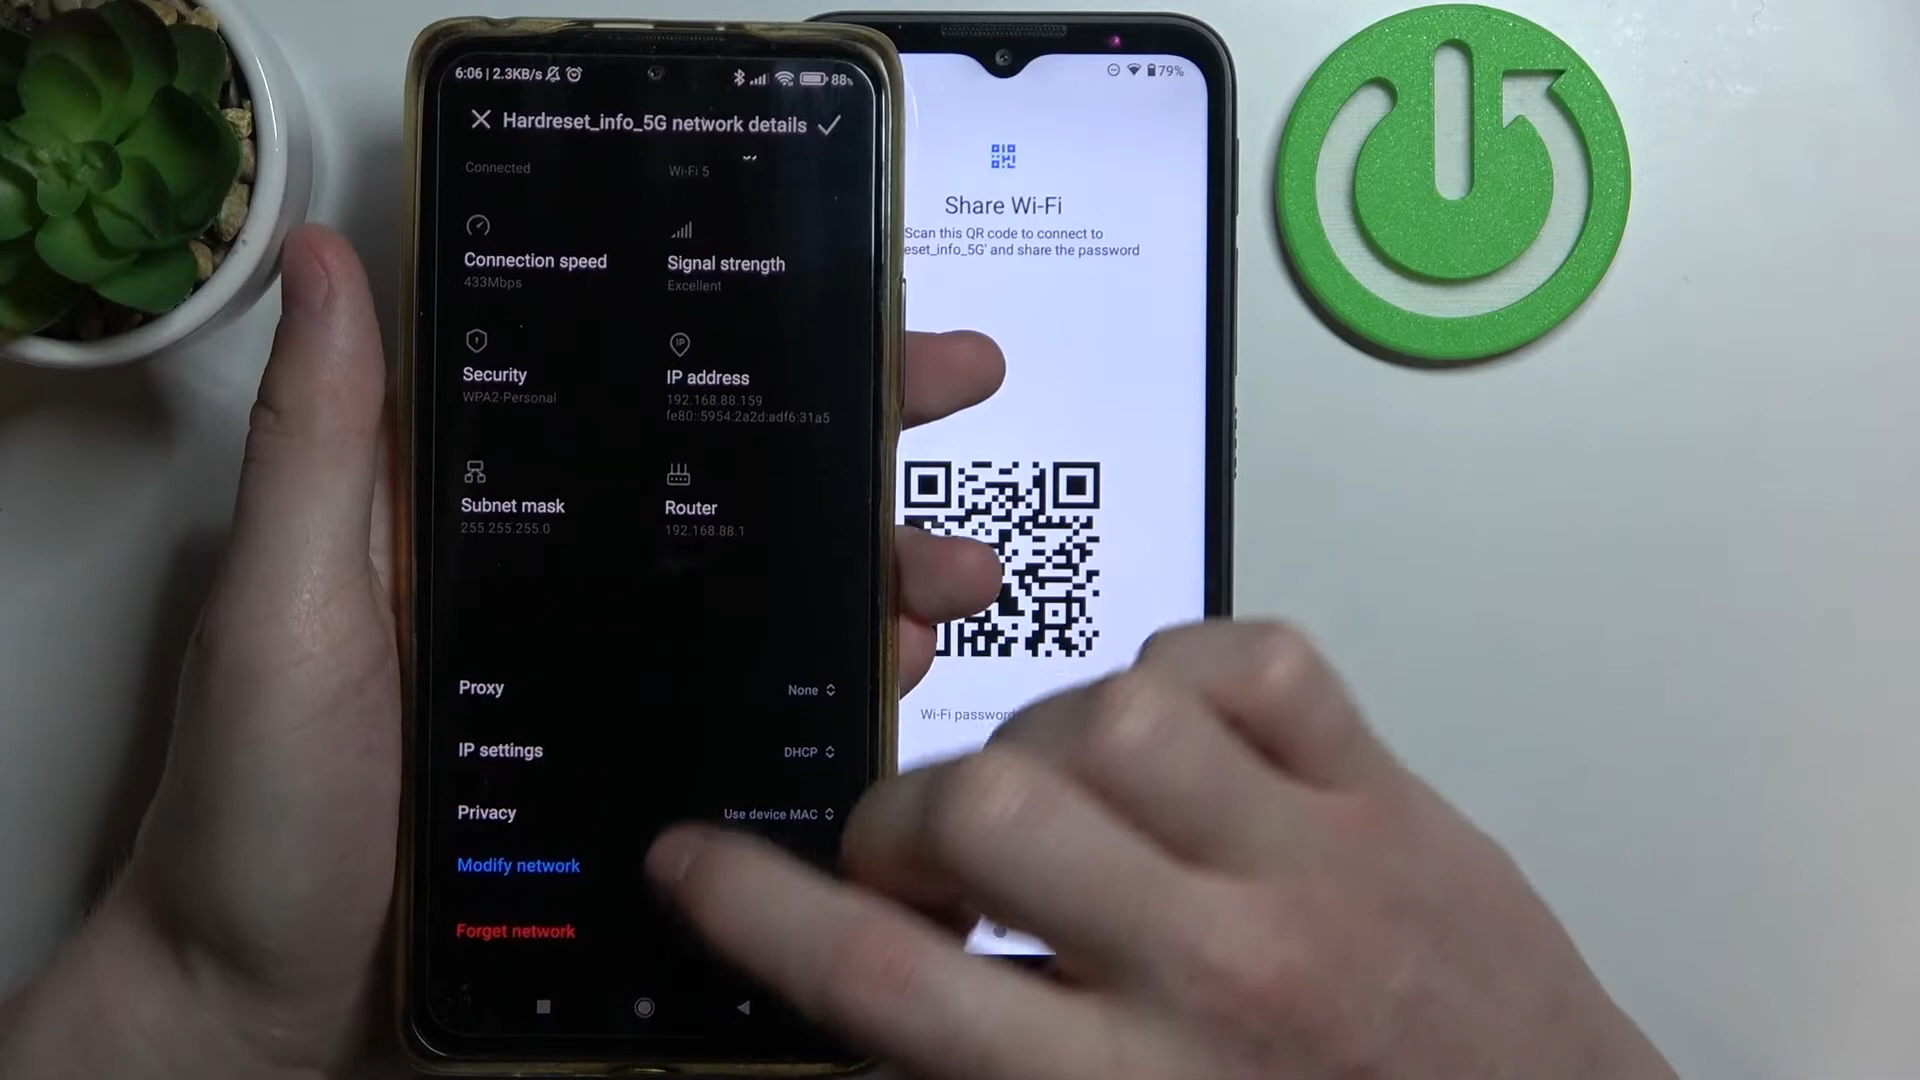 6:06 | 2.3KB/s
88%
Hardreset_info_5G network details
Connected
Wi-Fi 5
Connection speed
433Mbps
Signal strength
Excellent
Security
WPA2-Personal
IP address
192.168.88.159
fe80::5954:2a2d:adf6:31a5
Subnet mask
255.255.255.0
Router
192.168.88.1
Proxy
None
IP settings
DHCP
Privacy
Use device MAC
Modify network
Forget network
79%
Share Wi-Fi
Scan this QR code to connect to
eset_info_5G' and share the password
Wi-Fi password